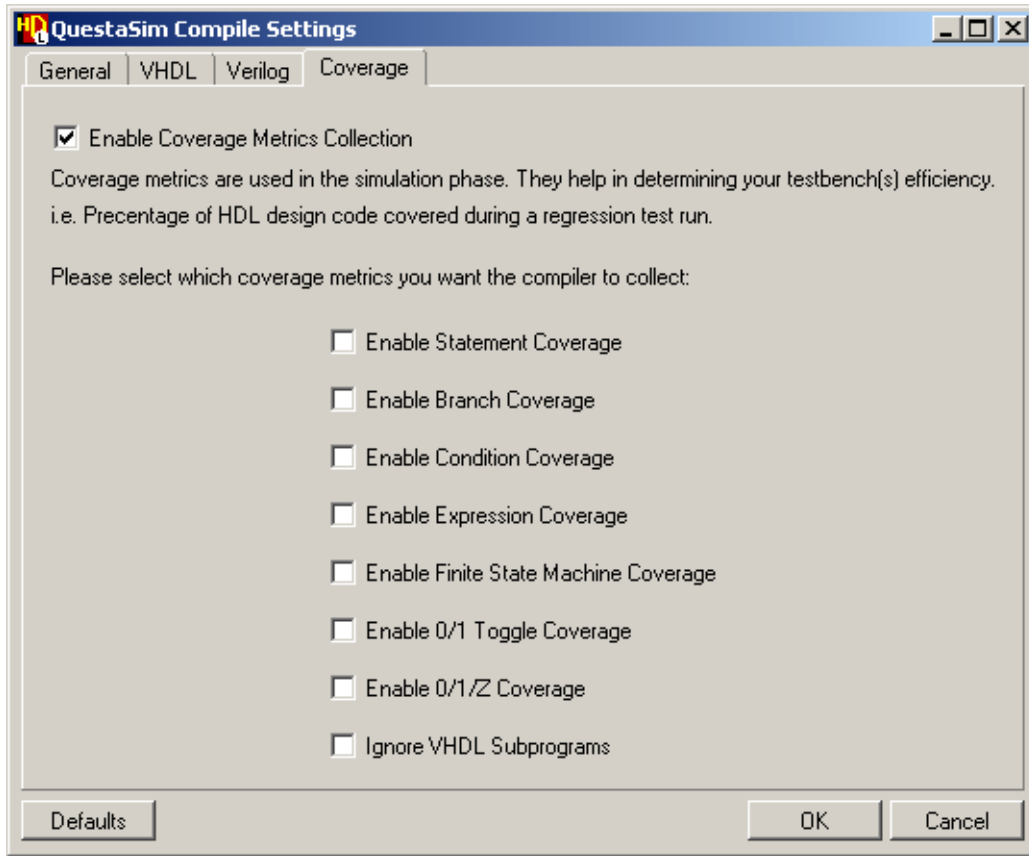 HDL QuestaSim Compile Settings
General VHDL Verilog Coverage
Enable Coverage Metrics Collection
Coverage metrics are used in the simulation phase. They help in determining your testbench(s) efficiency.
i.e. Precentage of HDL design code covered during a regression test run.
Please select which coverage metrics you want the compiler to collect:
Enable Statement Coverage
Enable Branch Coverage
Enable Condition Coverage
Enable Expression Coverage
Enable Finite State Machine Coverage
Enable 0/1 Toggle Coverage
Enable 0/1/Z Coverage
Ignore VHDL Subprograms
Defaults OK Cancel